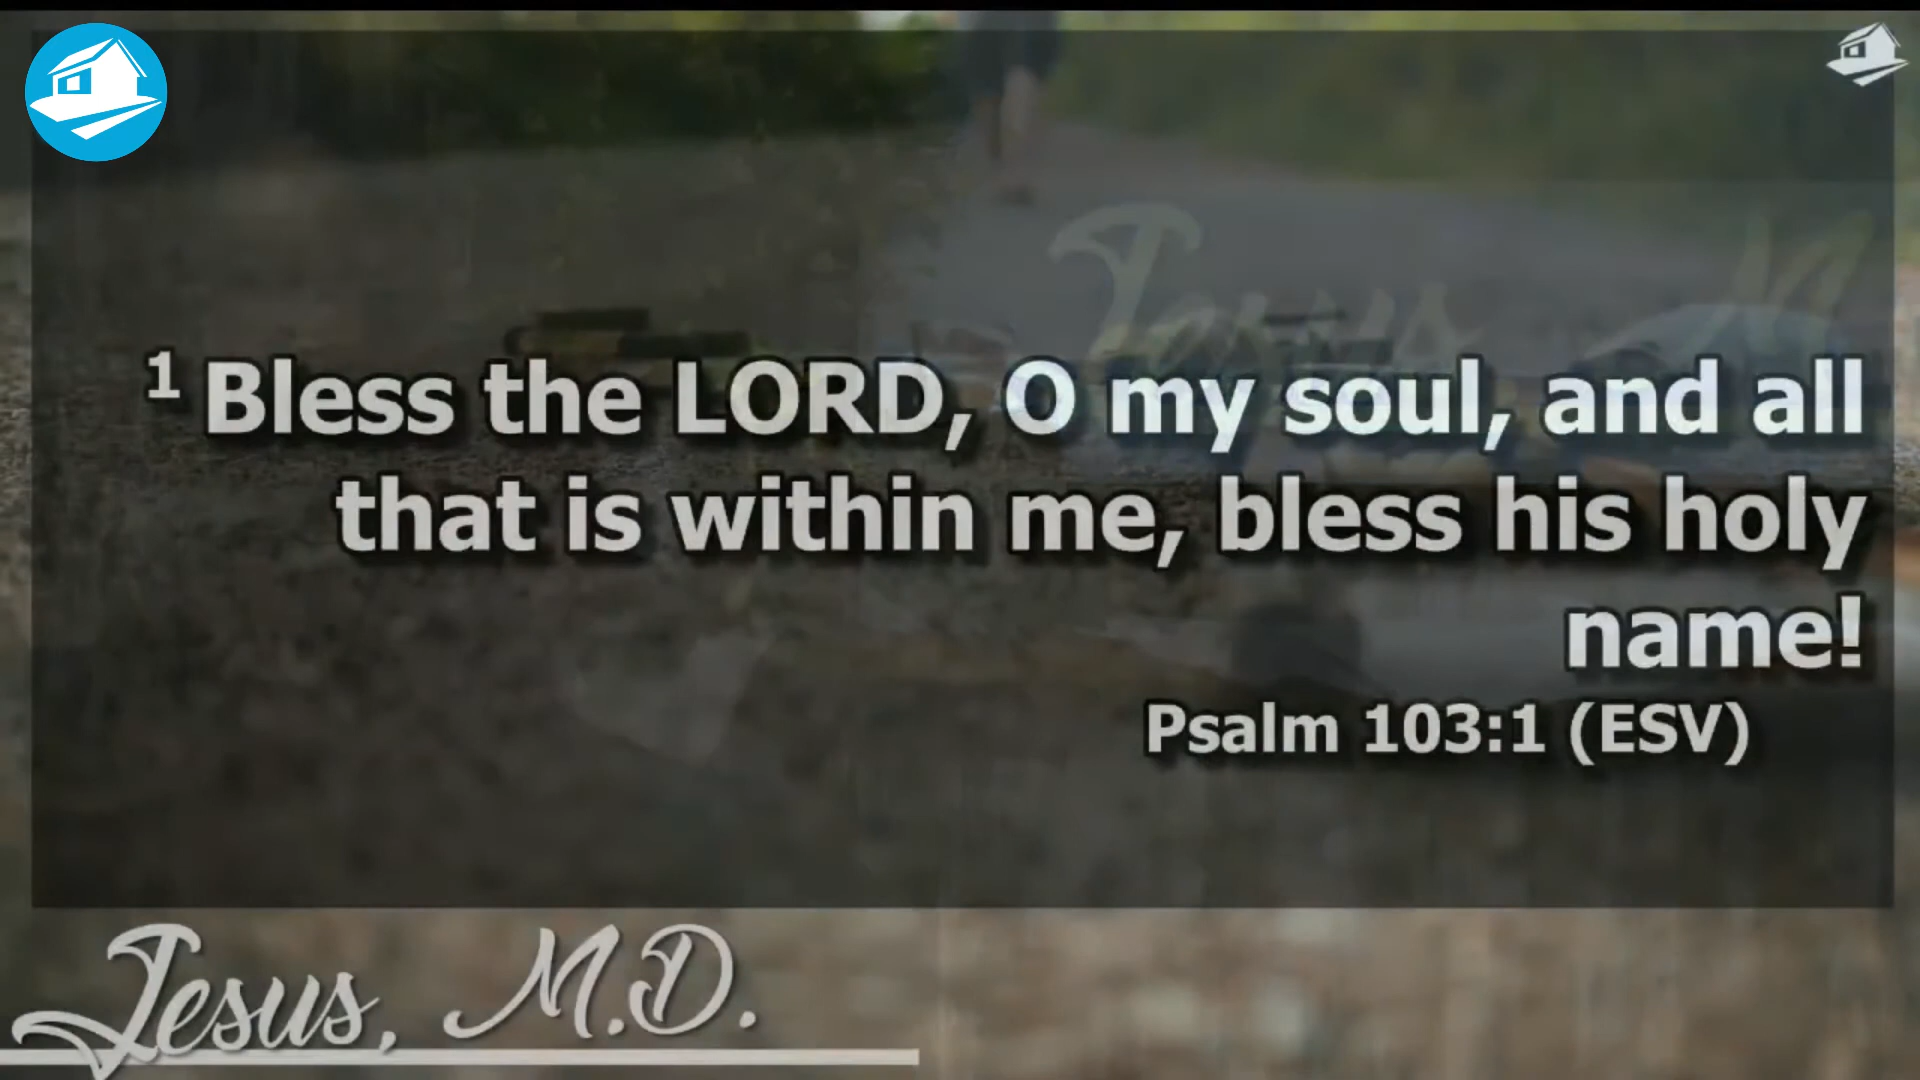 1 Bless the LORD, O my soul, and all
that is within me, bless his holy
name!
Psalm 103:1 (ESV)
Jesus, M.D.
Jesus, M